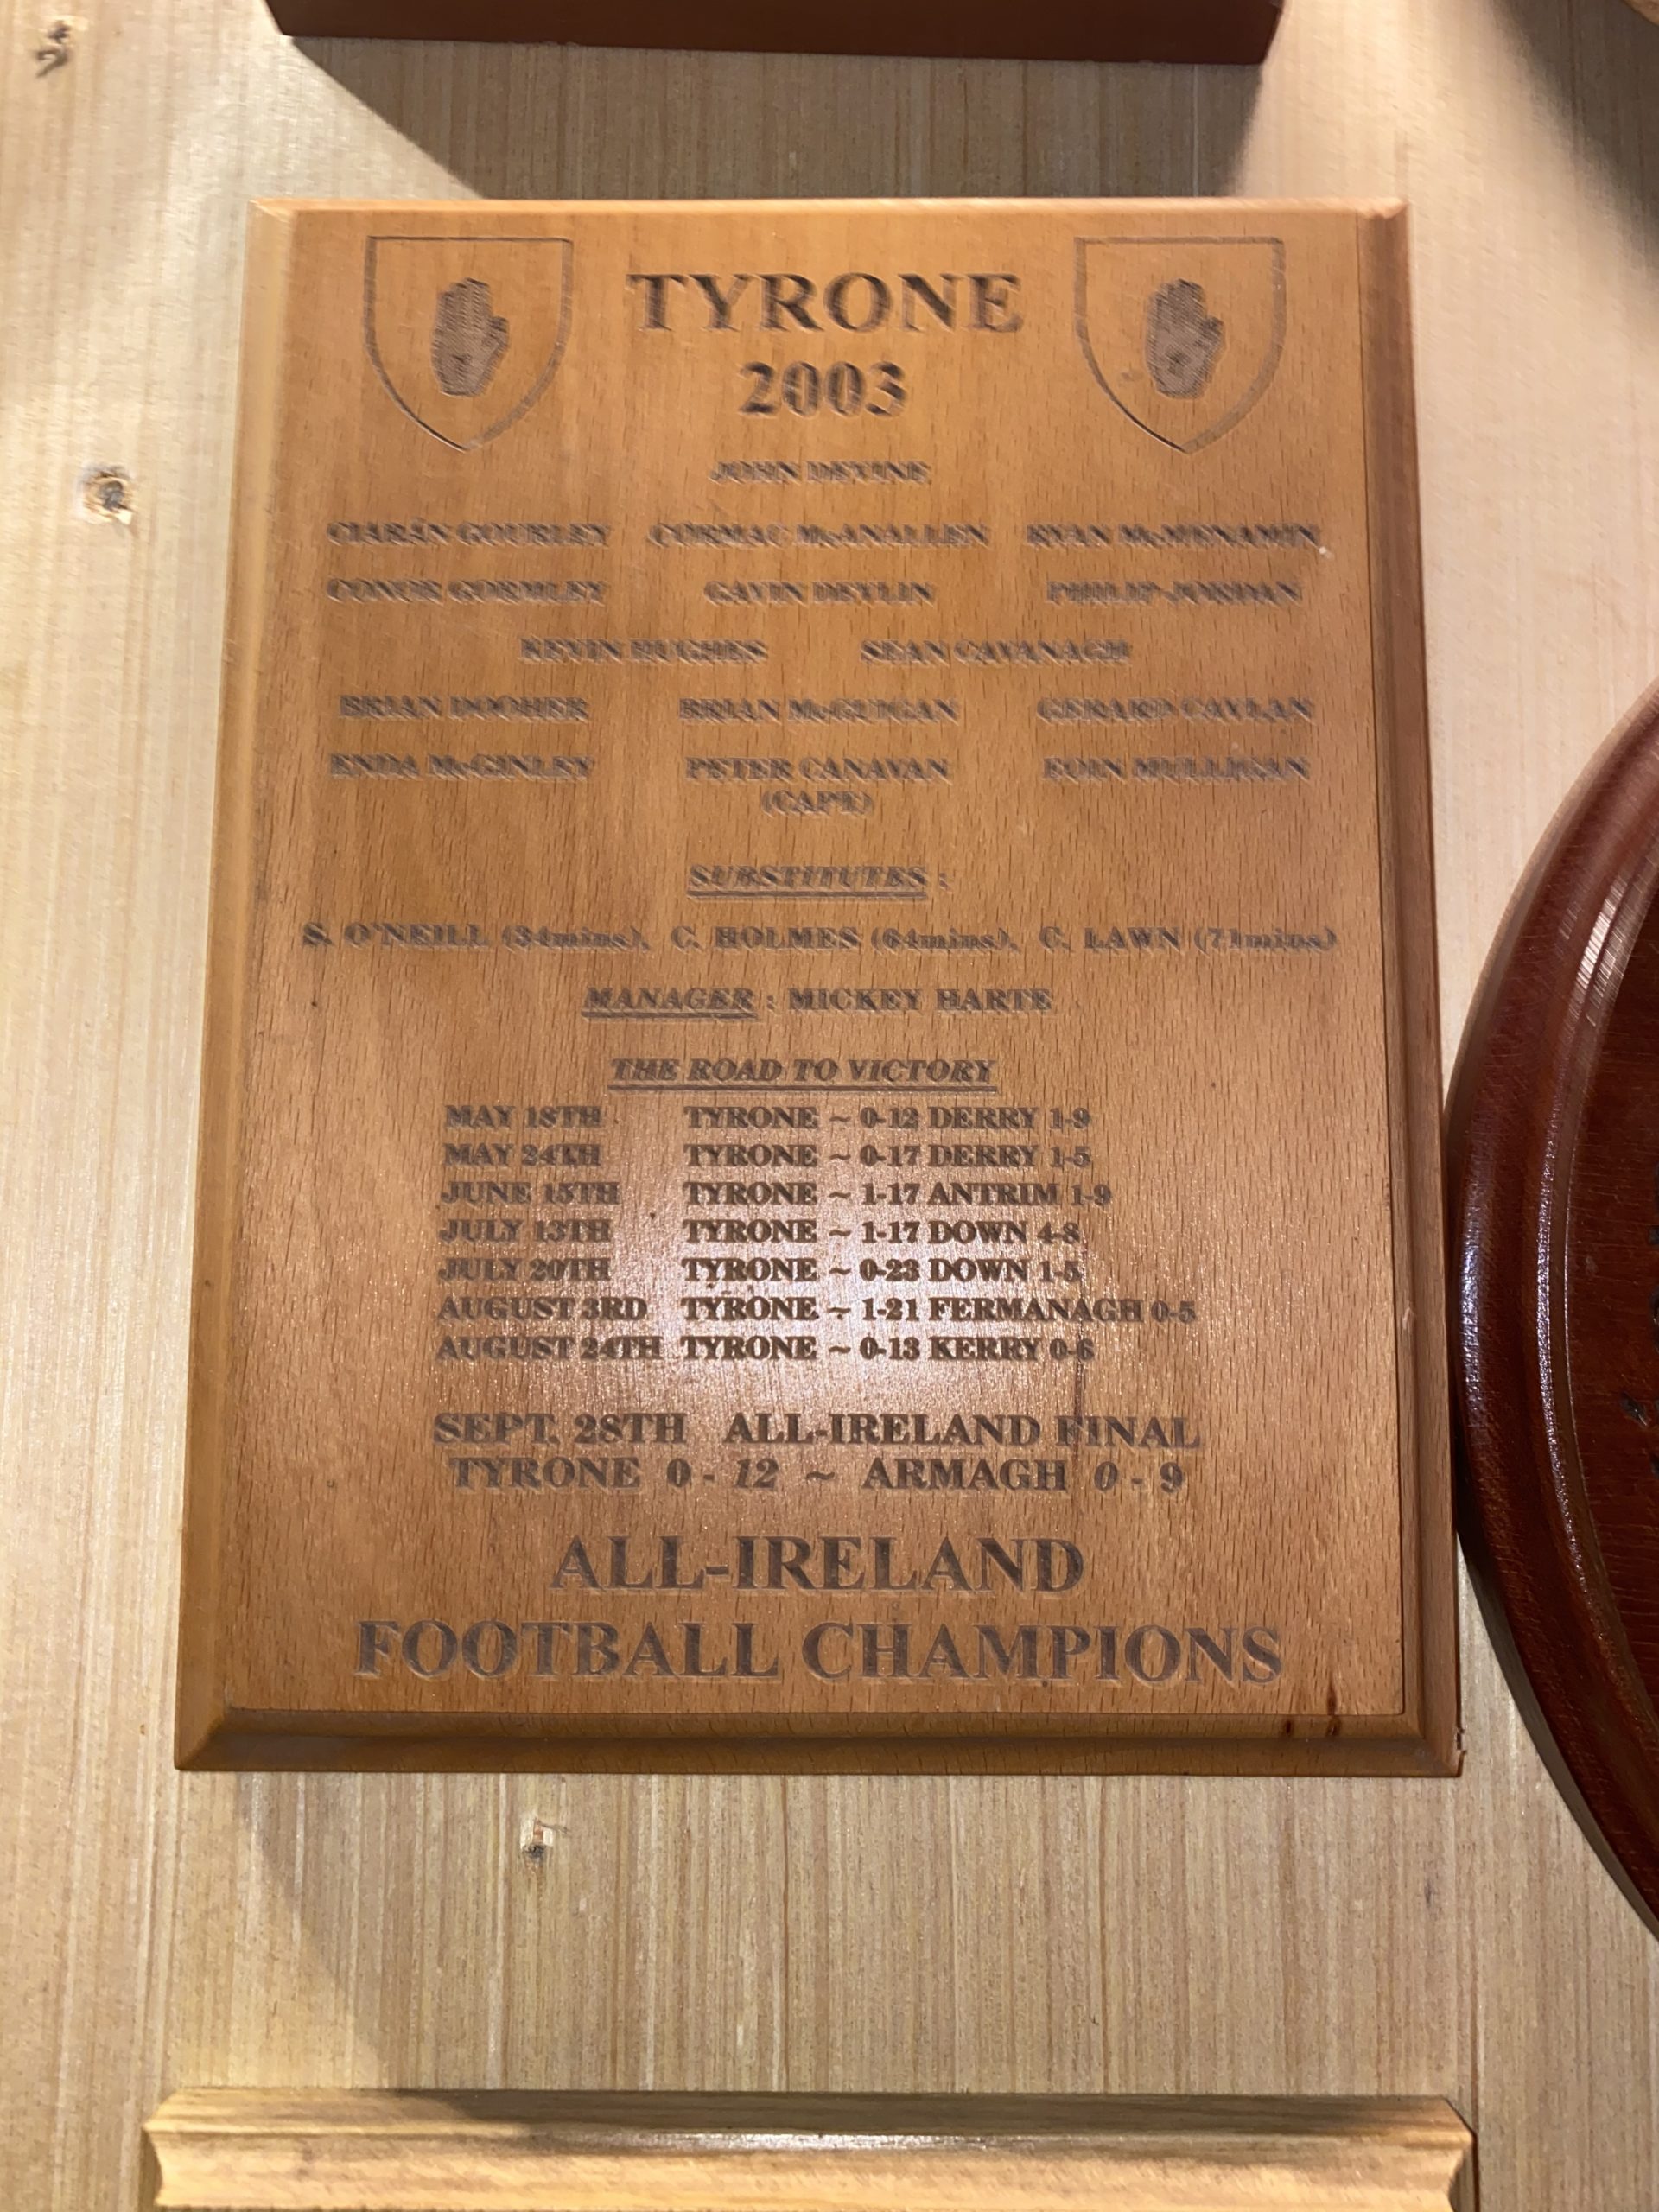 TYRONE
2003
JOHN DEVINE
CIARÁN GOURLEY CORMAC McANALLEN RYAN McMENAMIN
CONOR GORMLEY GAVIN DEVLIN PHILIP JORDAN
KEVIN HUGHES SEAN CAVANAGH
BRIAN DOOHER BRIAN McGUIGAN GERARD CAVLAN
ENDA McGINLEY PETER CANAVAN EOIN MULLIGAN
(CAPT.)
SUBSTITUTES :
S. O'NEILL (34mins), C. HOLMES (64mins), C. LAWN (71mins)
MANAGER : MICKEY HARTE
THE ROAD TO VICTORY
MAY 18TH TYRONE ~ 0-12 DERRY 1-9
MAY 24TH TYRONE ~ 0-17 DERRY 1-5
JUNE 15TH TYRONE ~ 1-17 ANTRIM 1-9
JULY 13TH TYRONE ~ 1-17 DOWN 4-8
JULY 20TH TYRONE ~ 0-23 DOWN 1-5
AUGUST 3RD TYRONE ~ 1-21 FERMANAGH 0-5
AUGUST 24TH TYRONE ~ 0-13 KERRY 0-6
SEPT. 28TH ALL-IRELAND FINAL
TYRONE 0 - 12 ~ ARMAGH 0 - 9
ALL-IRELAND
FOOTBALL CHAMPIONS